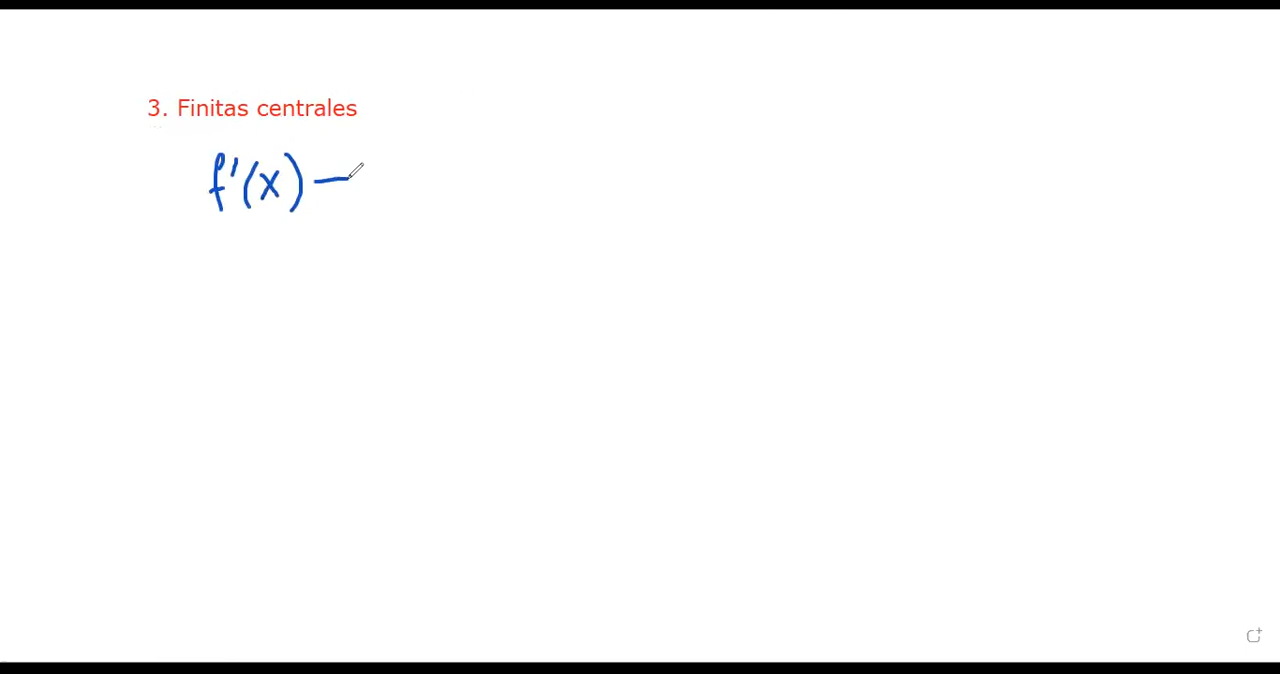 3. Finitas centrales
f'(x) —